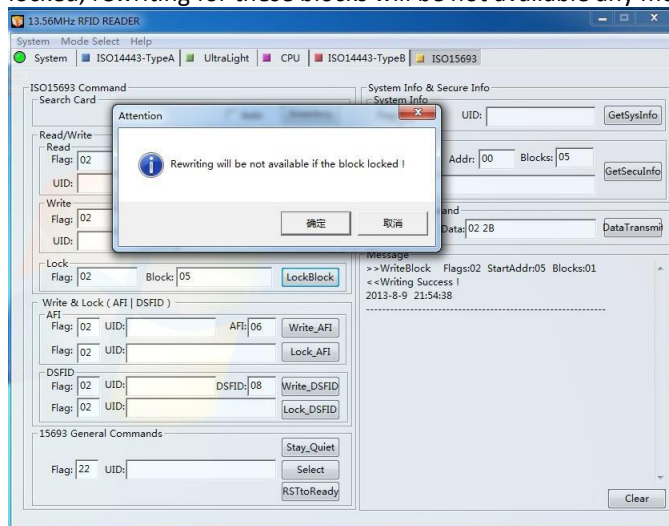 locked, rewriting for these blocks will be not available any mo
13.56MHz RFID READER
System Mode Select Help
System ISO14443-TypeA UltraLight CPU ISO14443-TypeB ISO15693
ISO15693 Command
Search Card
Attention
Rewriting will be not available if the block locked !
确定 取消
Read/Write
Read
Flag: 02
UID:
Write
Flag: 02
UID:
Lock
Flag: 02 Block: 05 LockBlock
Write & Lock ( AFI | DSFID )
AFI
Flag: 02 UID: AFI: 06 Write_AFI
Flag: 02 UID: Lock_AFI
DSFID
Flag: 02 UID: DSFID: 08 Write_DSFID
Flag: 02 UID: Lock_DSFID
15693 General Commands
Stay_Quiet
Flag: 22 UID: Select
RSTtoReady
System Info & Secure Info
System Info
UID: GetSysInfo
Addr: 00 Blocks: 05
GetSecuInfo
and
Data: 02 2B DataTransmit
Message
>>WriteBlock Flags:02 StartAddr:05 Blocks:01
<<Writing Success !
2013-8-9 21:54:38
----------------------------------------------------------------------
Clear